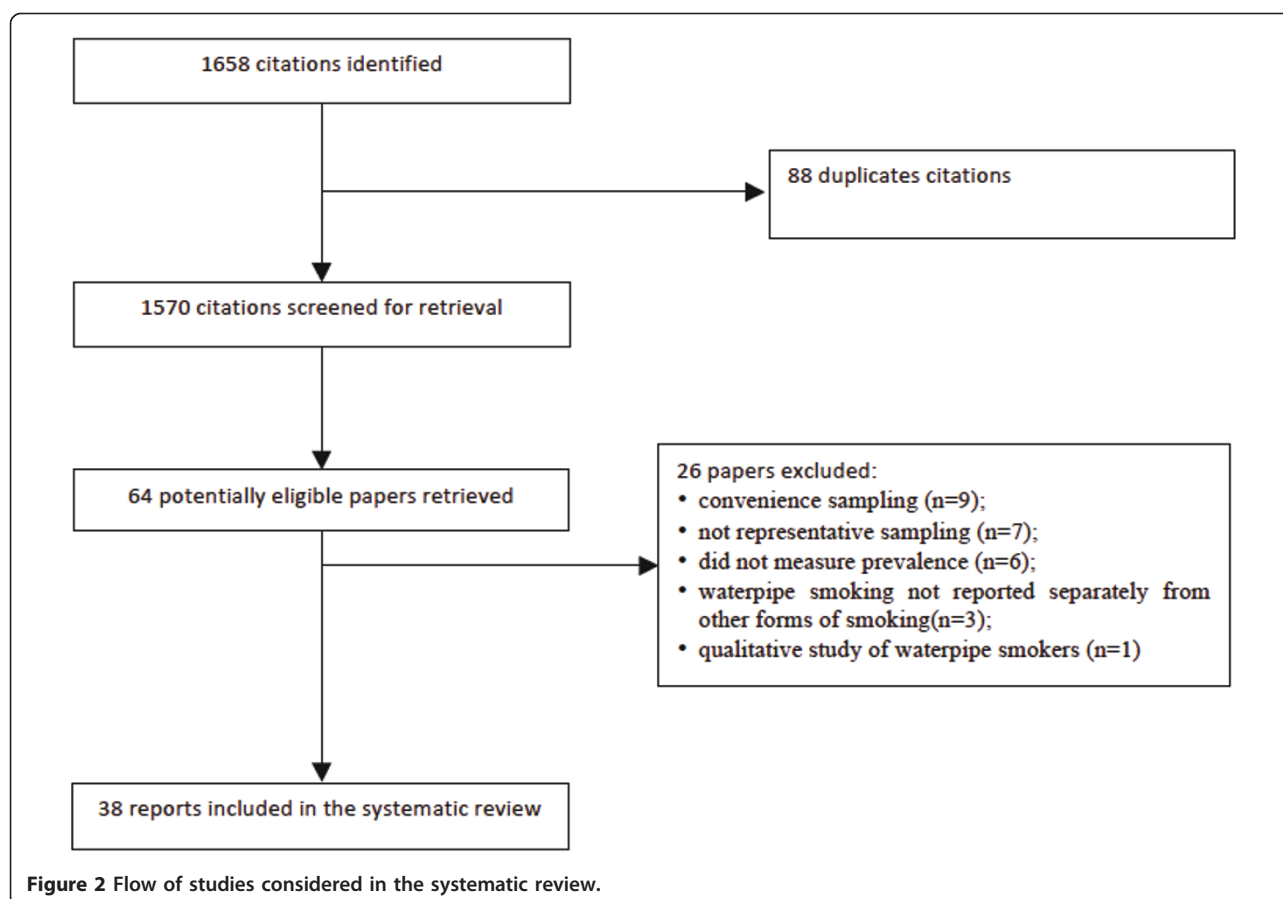 1658 citations identified
88 duplicates citations
1570 citations screened for retrieval
64 potentially eligible papers retrieved
26 papers excluded:
• convenience sampling (n=9);
• not representative sampling (n=7);
• did not measure prevalence (n=6);
• waterpipe smoking not reported separately from
other forms of smoking(n=3);
• qualitative study of waterpipe smokers (n=1)
38 reports included in the systematic review
Figure 2 Flow of studies considered in the systematic review.